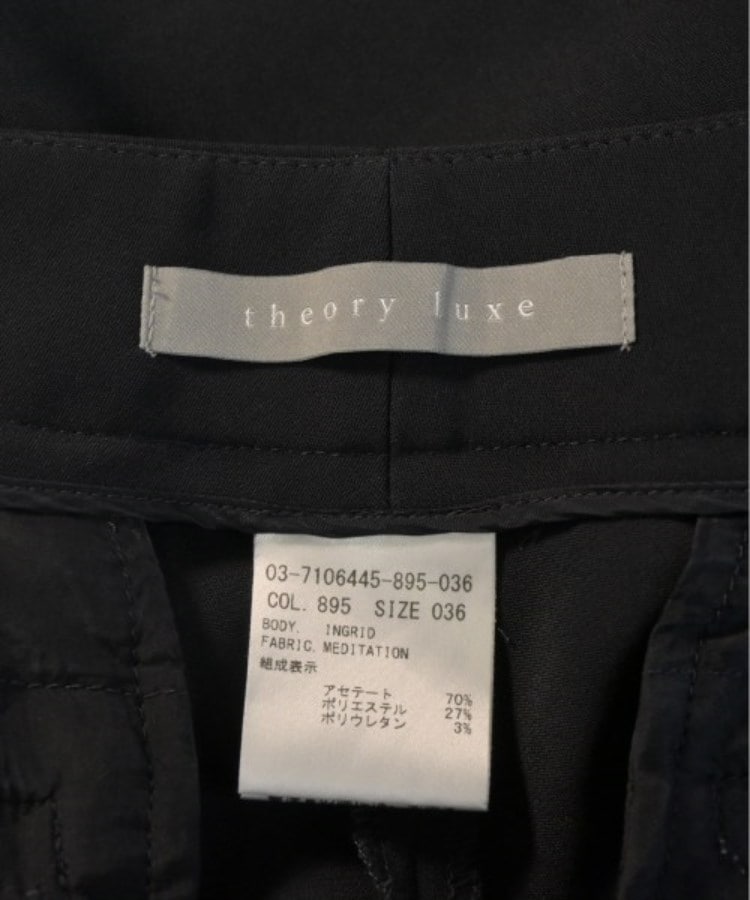 theory luxe
03-7106445-895-036
COL. 895 SIZE 036
BODY. INGRID
FABRIC. MEDITATION
組成表示
アセテート 70%
ポリエステル 27%
ポリウレタン 3%